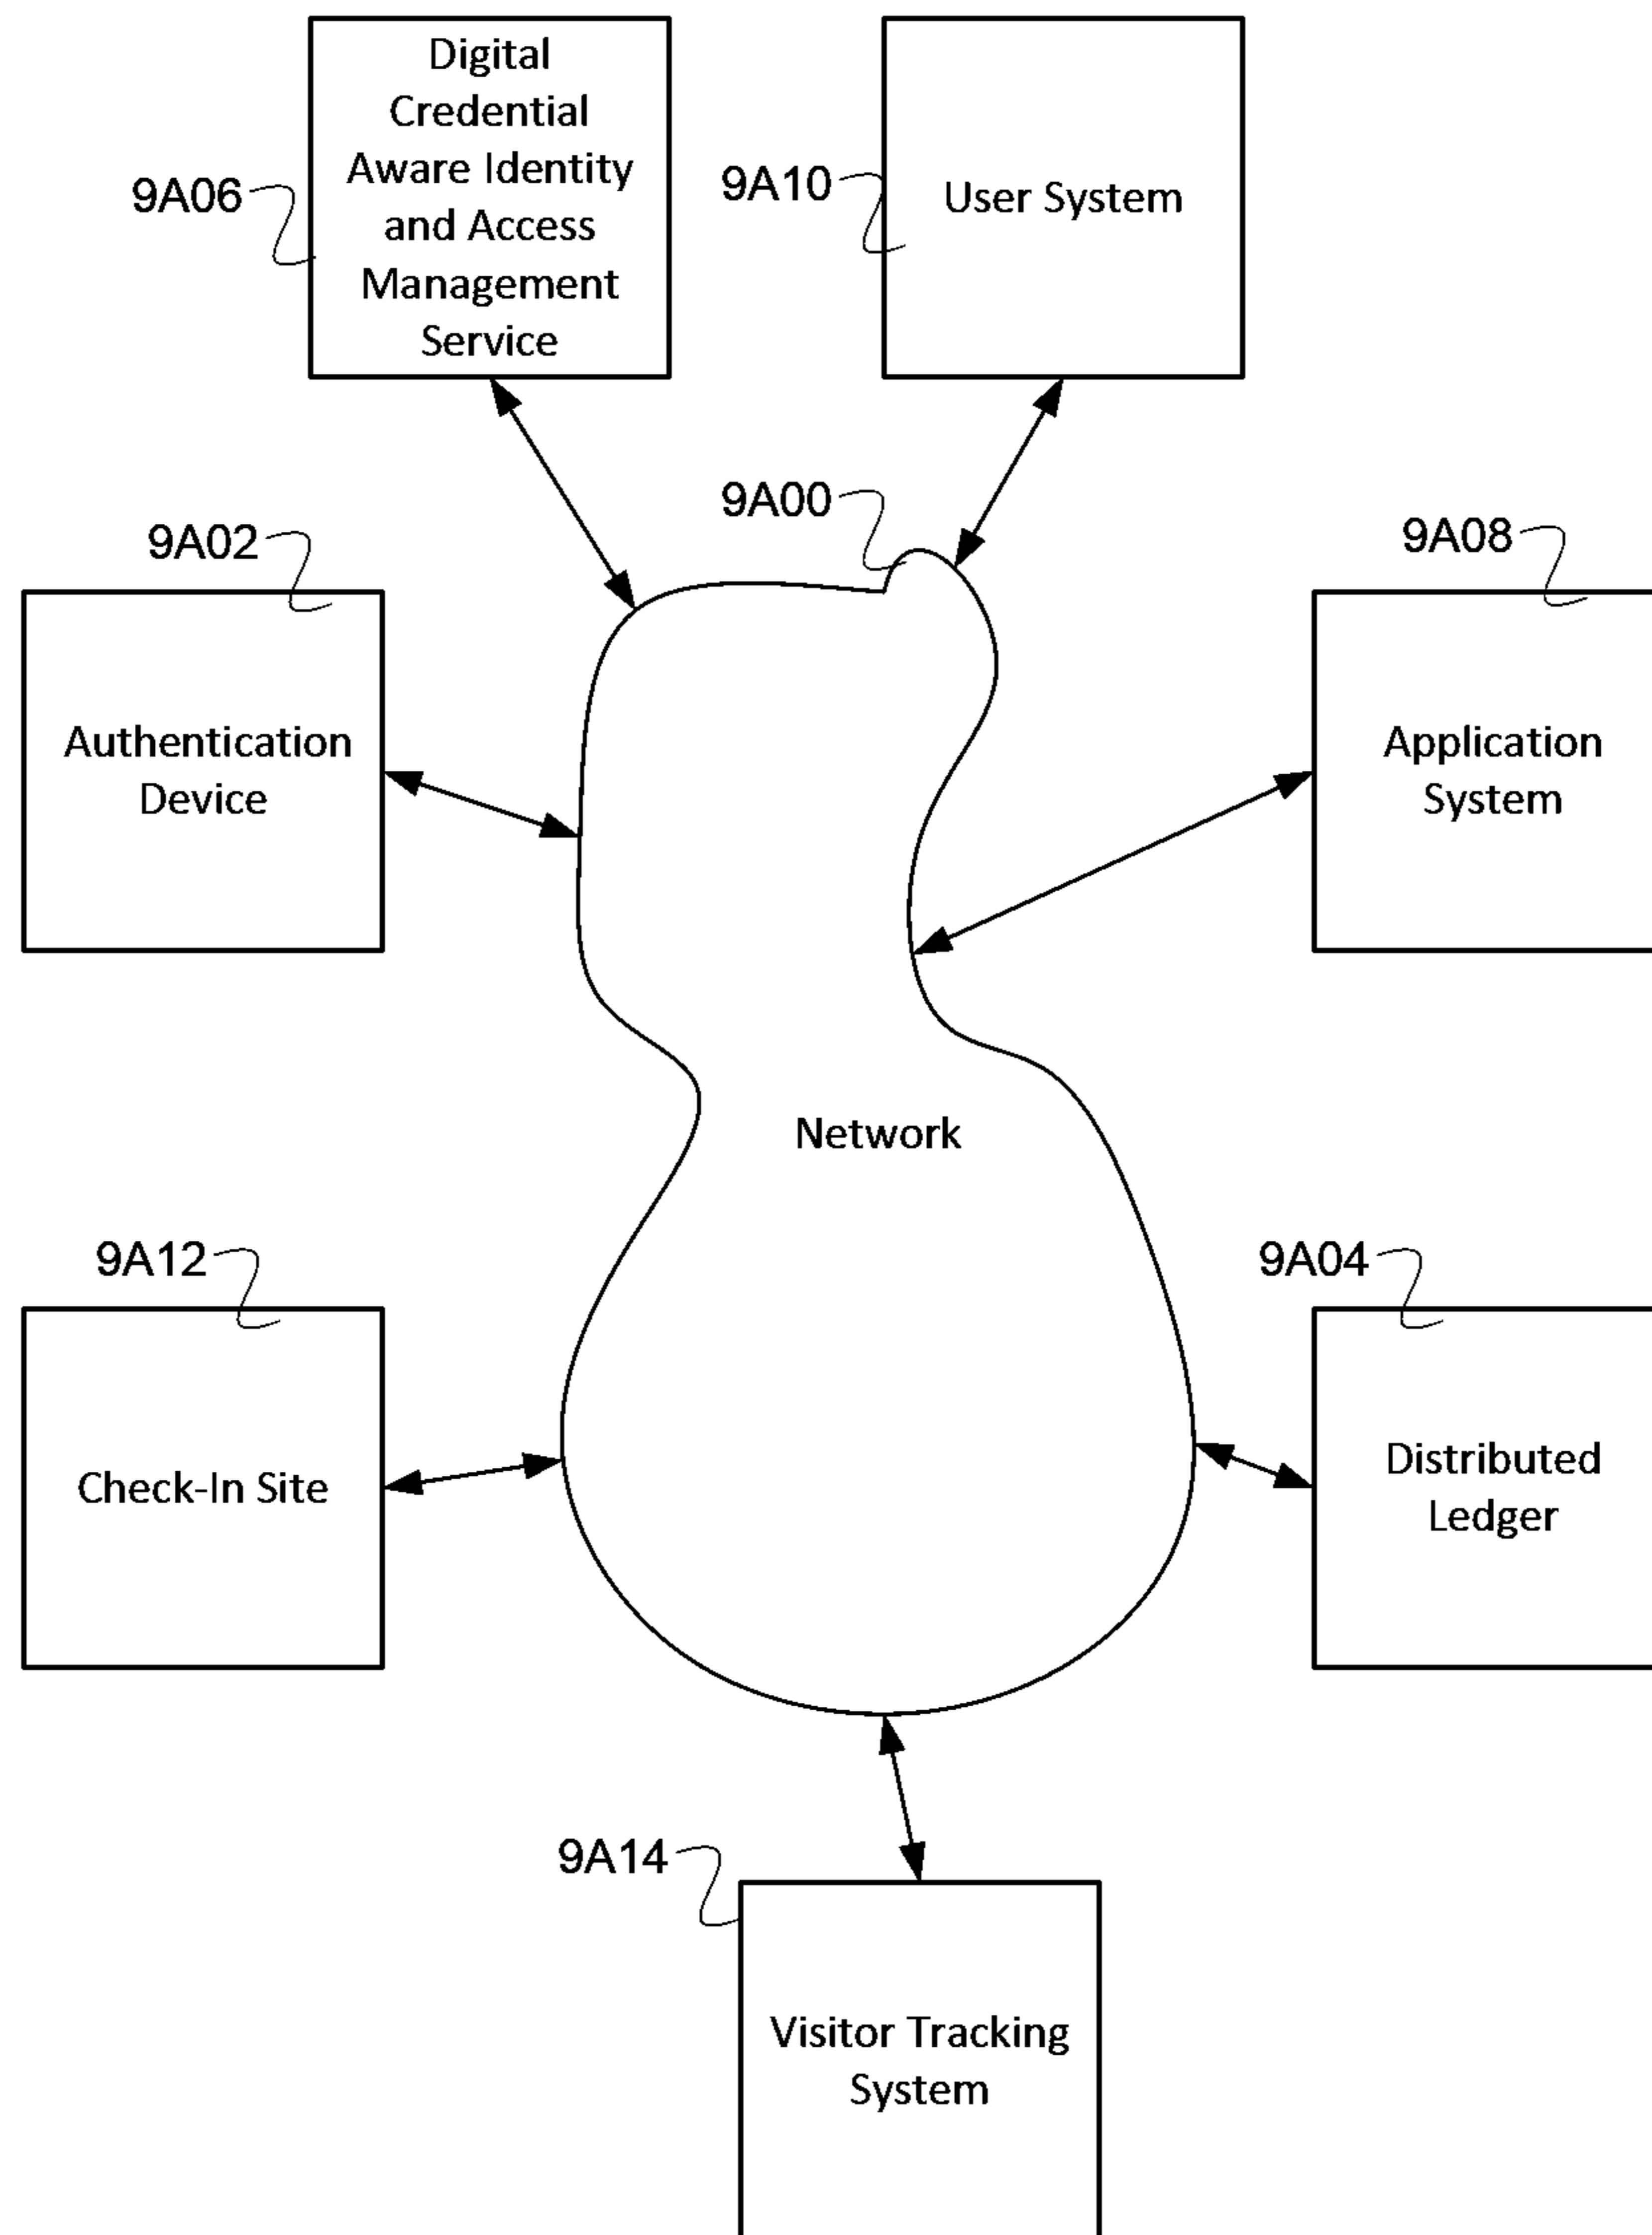 Digital
Credential
Aware Identity
and Access
Management
Service
9A06
9A10
User System
9A00
9A02
9A08
Authentication
Device
Application
System
Network
9A12
9A04
Check-In Site
Distributed
Ledger
9A14
Visitor Tracking
System